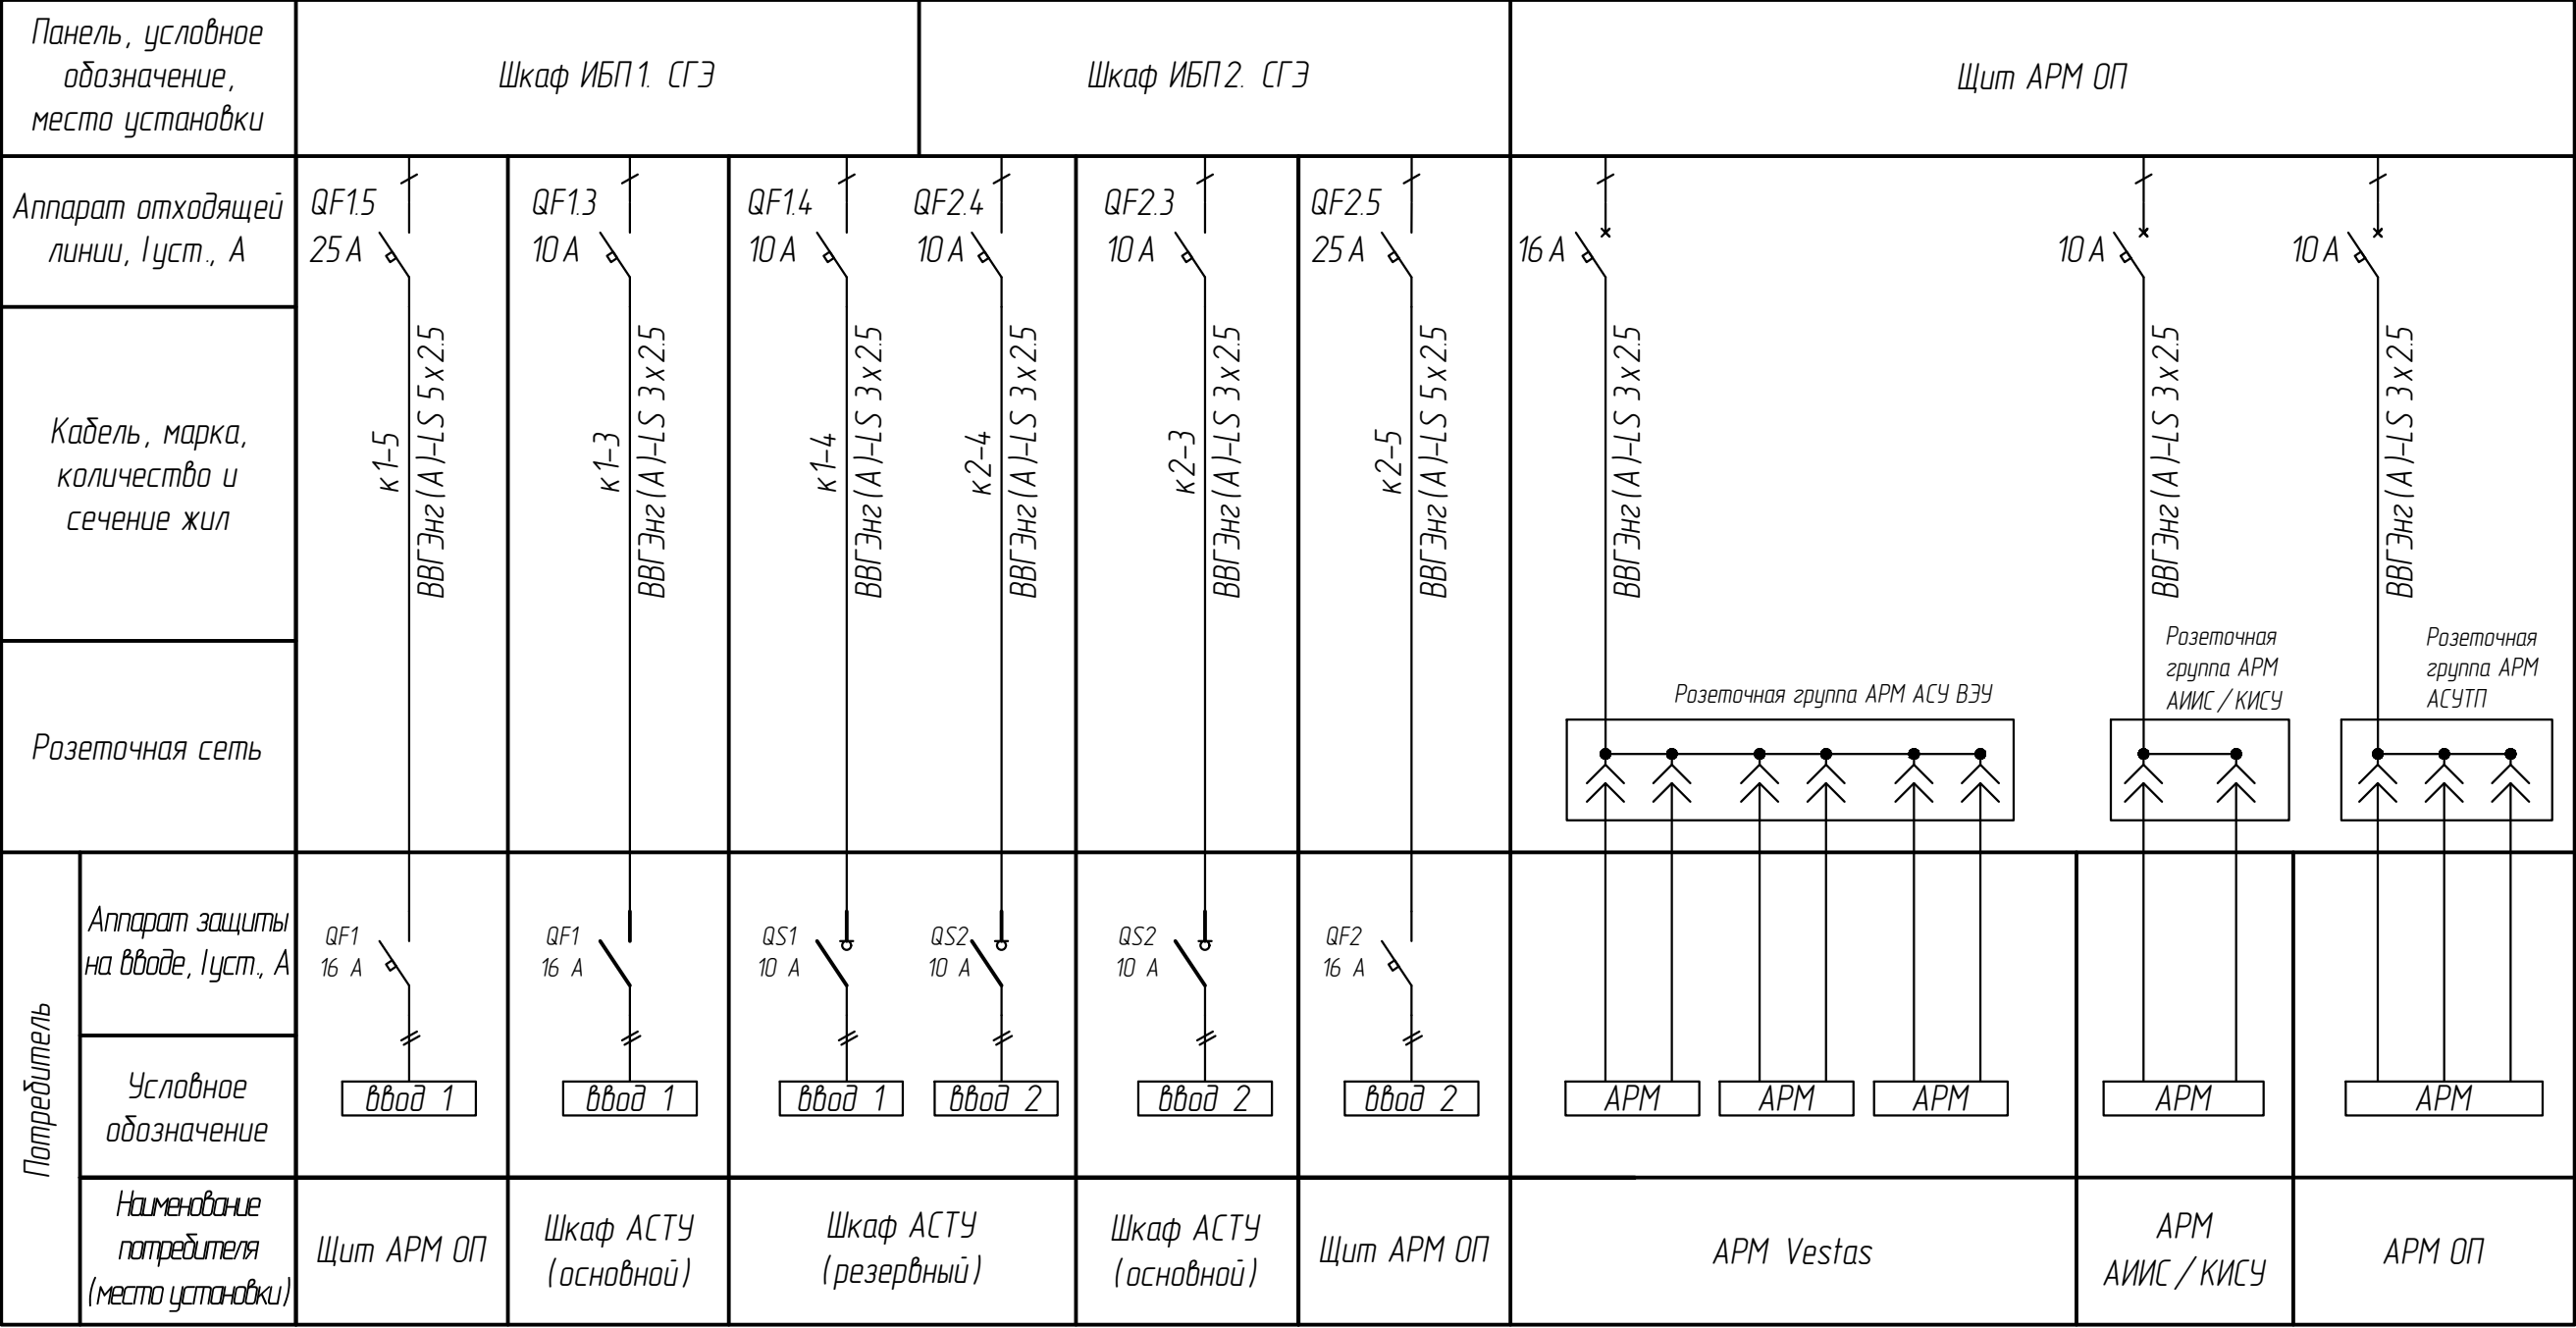 Панель, условное
обозначение,
место установки
Шкаф ИБП1. СГЭ
Шкаф ИБП2. СГЭ
Щит АРМ ОП
Аппарат отходящей
линии, Iуст., А
QF1.5
25 А
QF1.3
10 А
QF1.4
10 А
QF2.4
10 А
QF2.3
10 А
QF2.5
25 А
16 А
10 А
10 А
Кабель, марка,
количество и
сечение жил
к1-5
ВВГЭнг(А)-LS 5х2.5
к1-3
ВВГЭнг(А)-LS 3х2.5
к1-4
ВВГЭнг(А)-LS 3х2.5
к2-4
ВВГЭнг(А)-LS 3х2.5
к2-3
ВВГЭнг(А)-LS 3х2.5
к2-5
ВВГЭнг(А)-LS 5х2.5
ВВГЭнг(А)-LS 3х2.5
ВВГЭнг(А)-LS 3х2.5
ВВГЭнг(А)-LS 3х2.5
Розеточная сеть
Розеточная группа АРМ АСУ ВЭУ
Розеточная
группа АРМ
АИИС/КИСУ
Розеточная
группа АРМ
АСУТП
Потребитель
Аппарат защиты
на вводе, Iуст., А
QF1
16 А
QF1
16 А
QS1
10 А
QS2
10 А
QS2
10 А
QF2
16 А
Условное
обозначение
ввод 1
ввод 1
ввод 1
ввод 2
ввод 2
ввод 2
АРМ
АРМ
АРМ
АРМ
АРМ
Наименование
потребителя
(место установки)
Щит АРМ ОП
Шкаф АСТУ
(основной)
Шкаф АСТУ
(резервный)
Шкаф АСТУ
(основной)
Щит АРМ ОП
АРМ Vestas
АРМ
АИИС/КИСУ
АРМ ОП